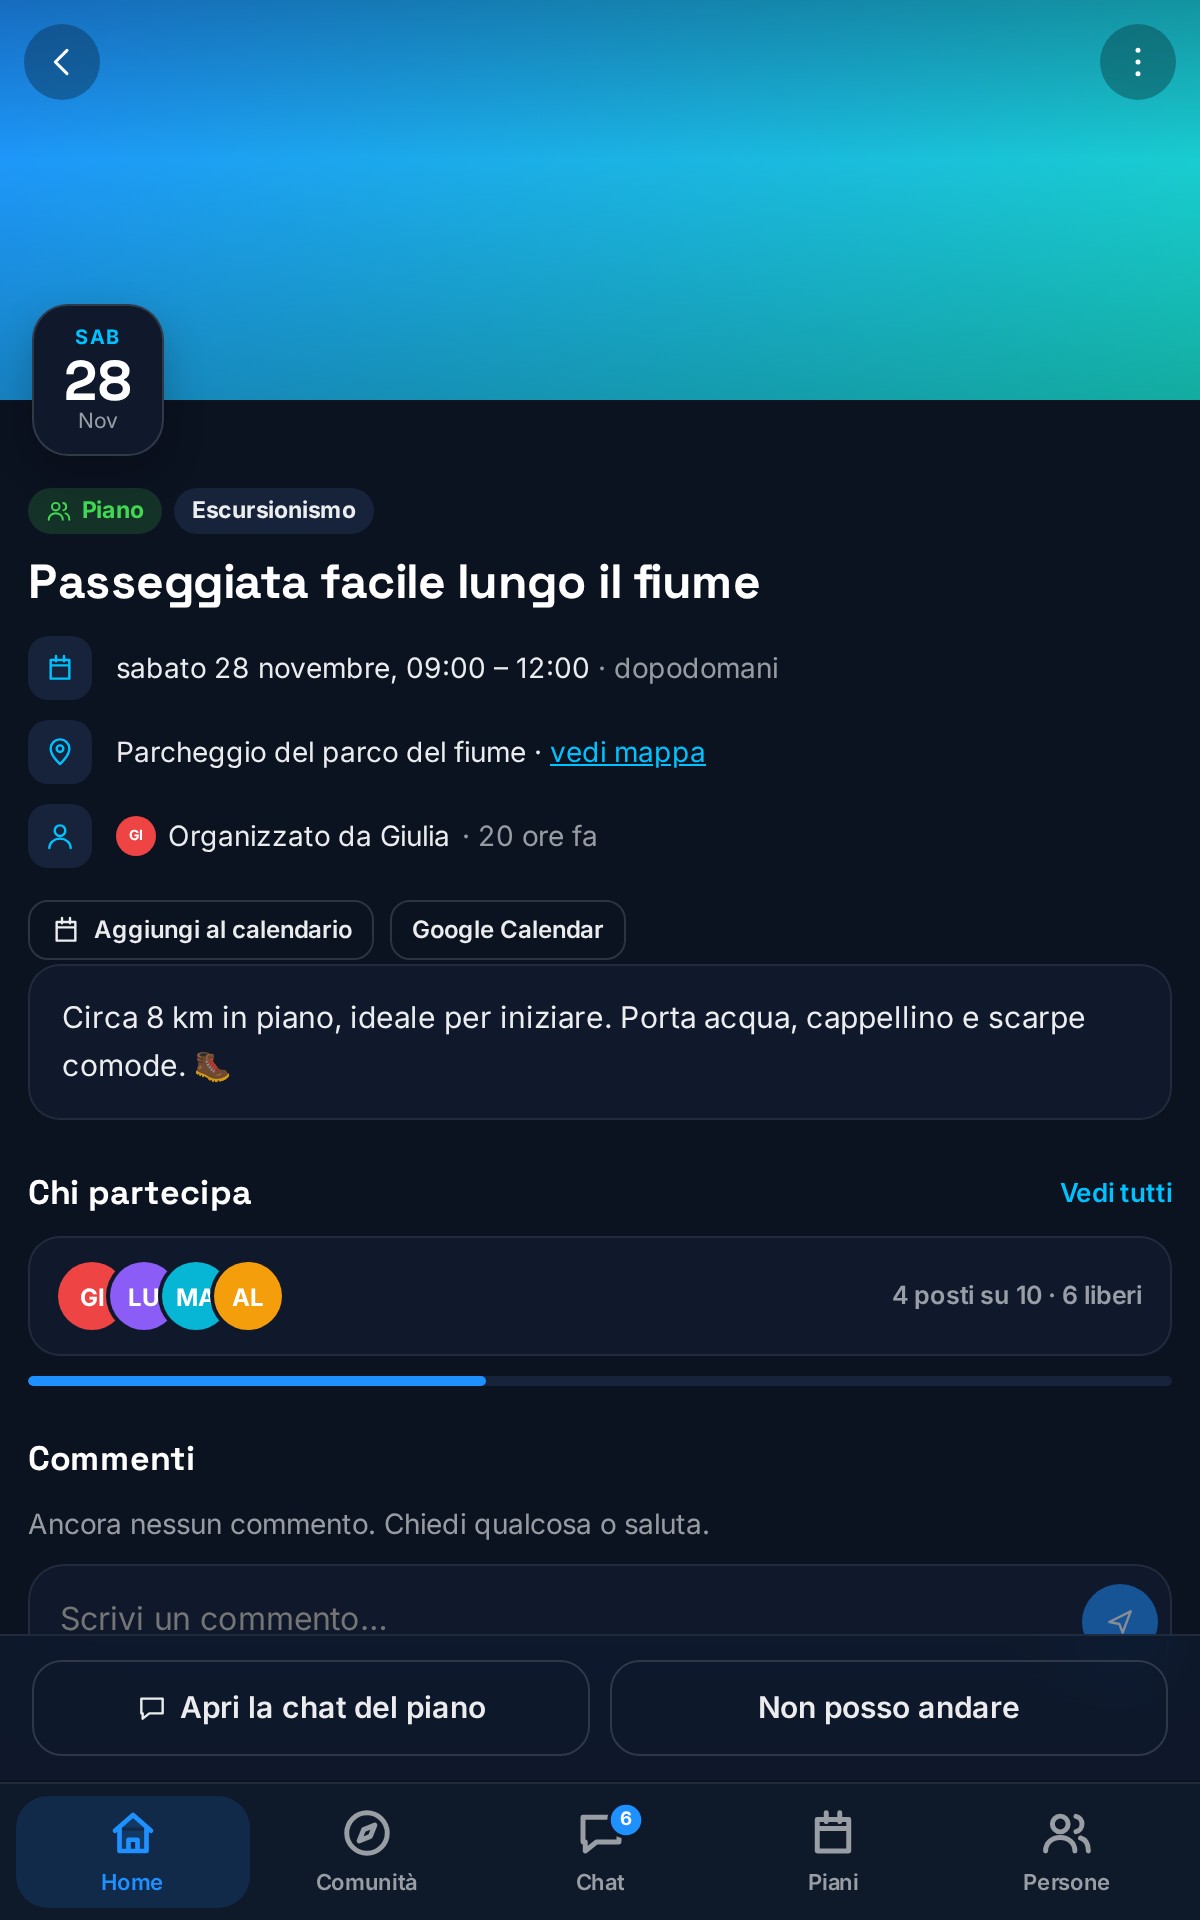 SAB
28
Nov
Piano
Escursionismo
Passeggiata facile lungo il fiume
sabato 28 novembre, 09:00 – 12:00 · dopodomani
Parcheggio del parco del fiume · vedi mappa
GI Organizzato da Giulia · 20 ore fa
Aggiungi al calendario
Google Calendar
Circa 8 km in piano, ideale per iniziare. Porta acqua, cappellino e scarpe
comode. 🥾
Chi partecipa
Vedi tutti
GI LU MA AL
4 posti su 10 · 6 liberi
Commenti
Ancora nessun commento. Chiedi qualcosa o saluta.
Scrivi un commento...
Apri la chat del piano
Non posso andare
6
Home
Comunità
Chat
Piani
Persone